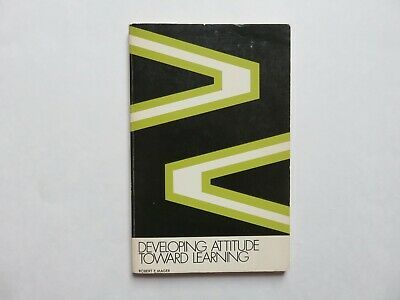 DEVELOPING ATTITUDE
TOWARD LEARNING
ROBERT F. MAGER